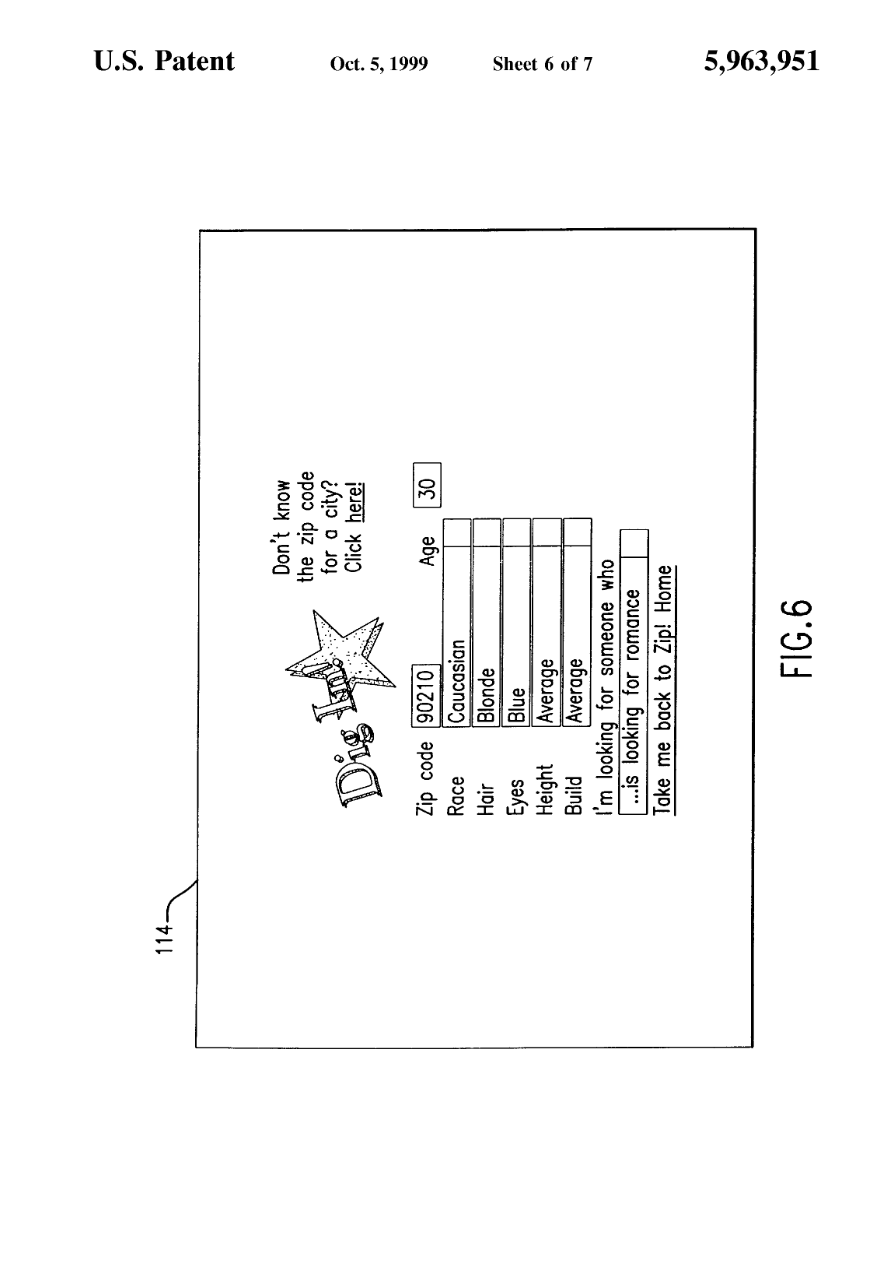 U.S. Patent Oct. 5, 1999 Sheet 6 of 7 5,963,951
114
Dig In!
Don't know
the zip code
for a city?
Click here!
Zip code 90210 Age 30
Race Caucasian
Hair Blonde
Eyes Blue
Height Average
Build Average
I'm looking for someone who
...is looking for romance
Take me back to Zip! Home
FIG.6